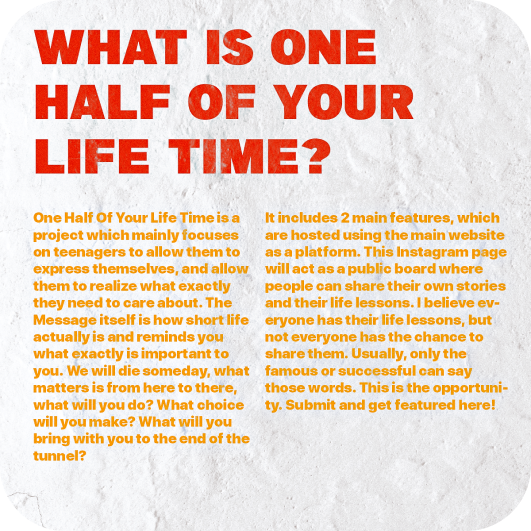 WHAT IS ONE
HALF OF YOUR
LIFE TIME?
One Half Of Your Life Time is a
project which mainly focuses
on teenagers to allow them to
express themselves, and allow
them to realize what exactly
they need to care about. The
Message itself is how short life
actually is and reminds you
what exactly is important to
you. We will die someday, what
matters is from here to there,
what will you do? What choice
will you make? What will you
bring with you to the end of the
tunnel?
It includes 2 main features, which
are hosted using the main website
as a platform. This Instagram page
will act as a public board where
people can share their own stories
and their life lessons. I believe ev-
eryone has their life lessons, but
not everyone has the chance to
share them. Usually, only the
famous or successful can say
those words. This is the opportuni-
ty. Submit and get featured here!